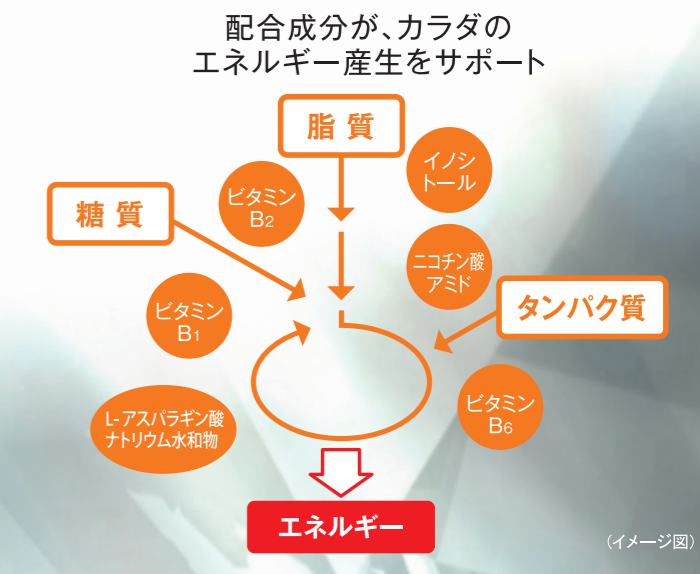 配合成分が、カラダの
エネルギー産生をサポート
脂質
イノシ
トール
ビタミン
B2
糖質
ニコチン酸
アミド
タンパク質
ビタミン
B1
L-アスパラギン酸
ナトリウム水和物
ビタミン
B6
エネルギー
(イメージ図)